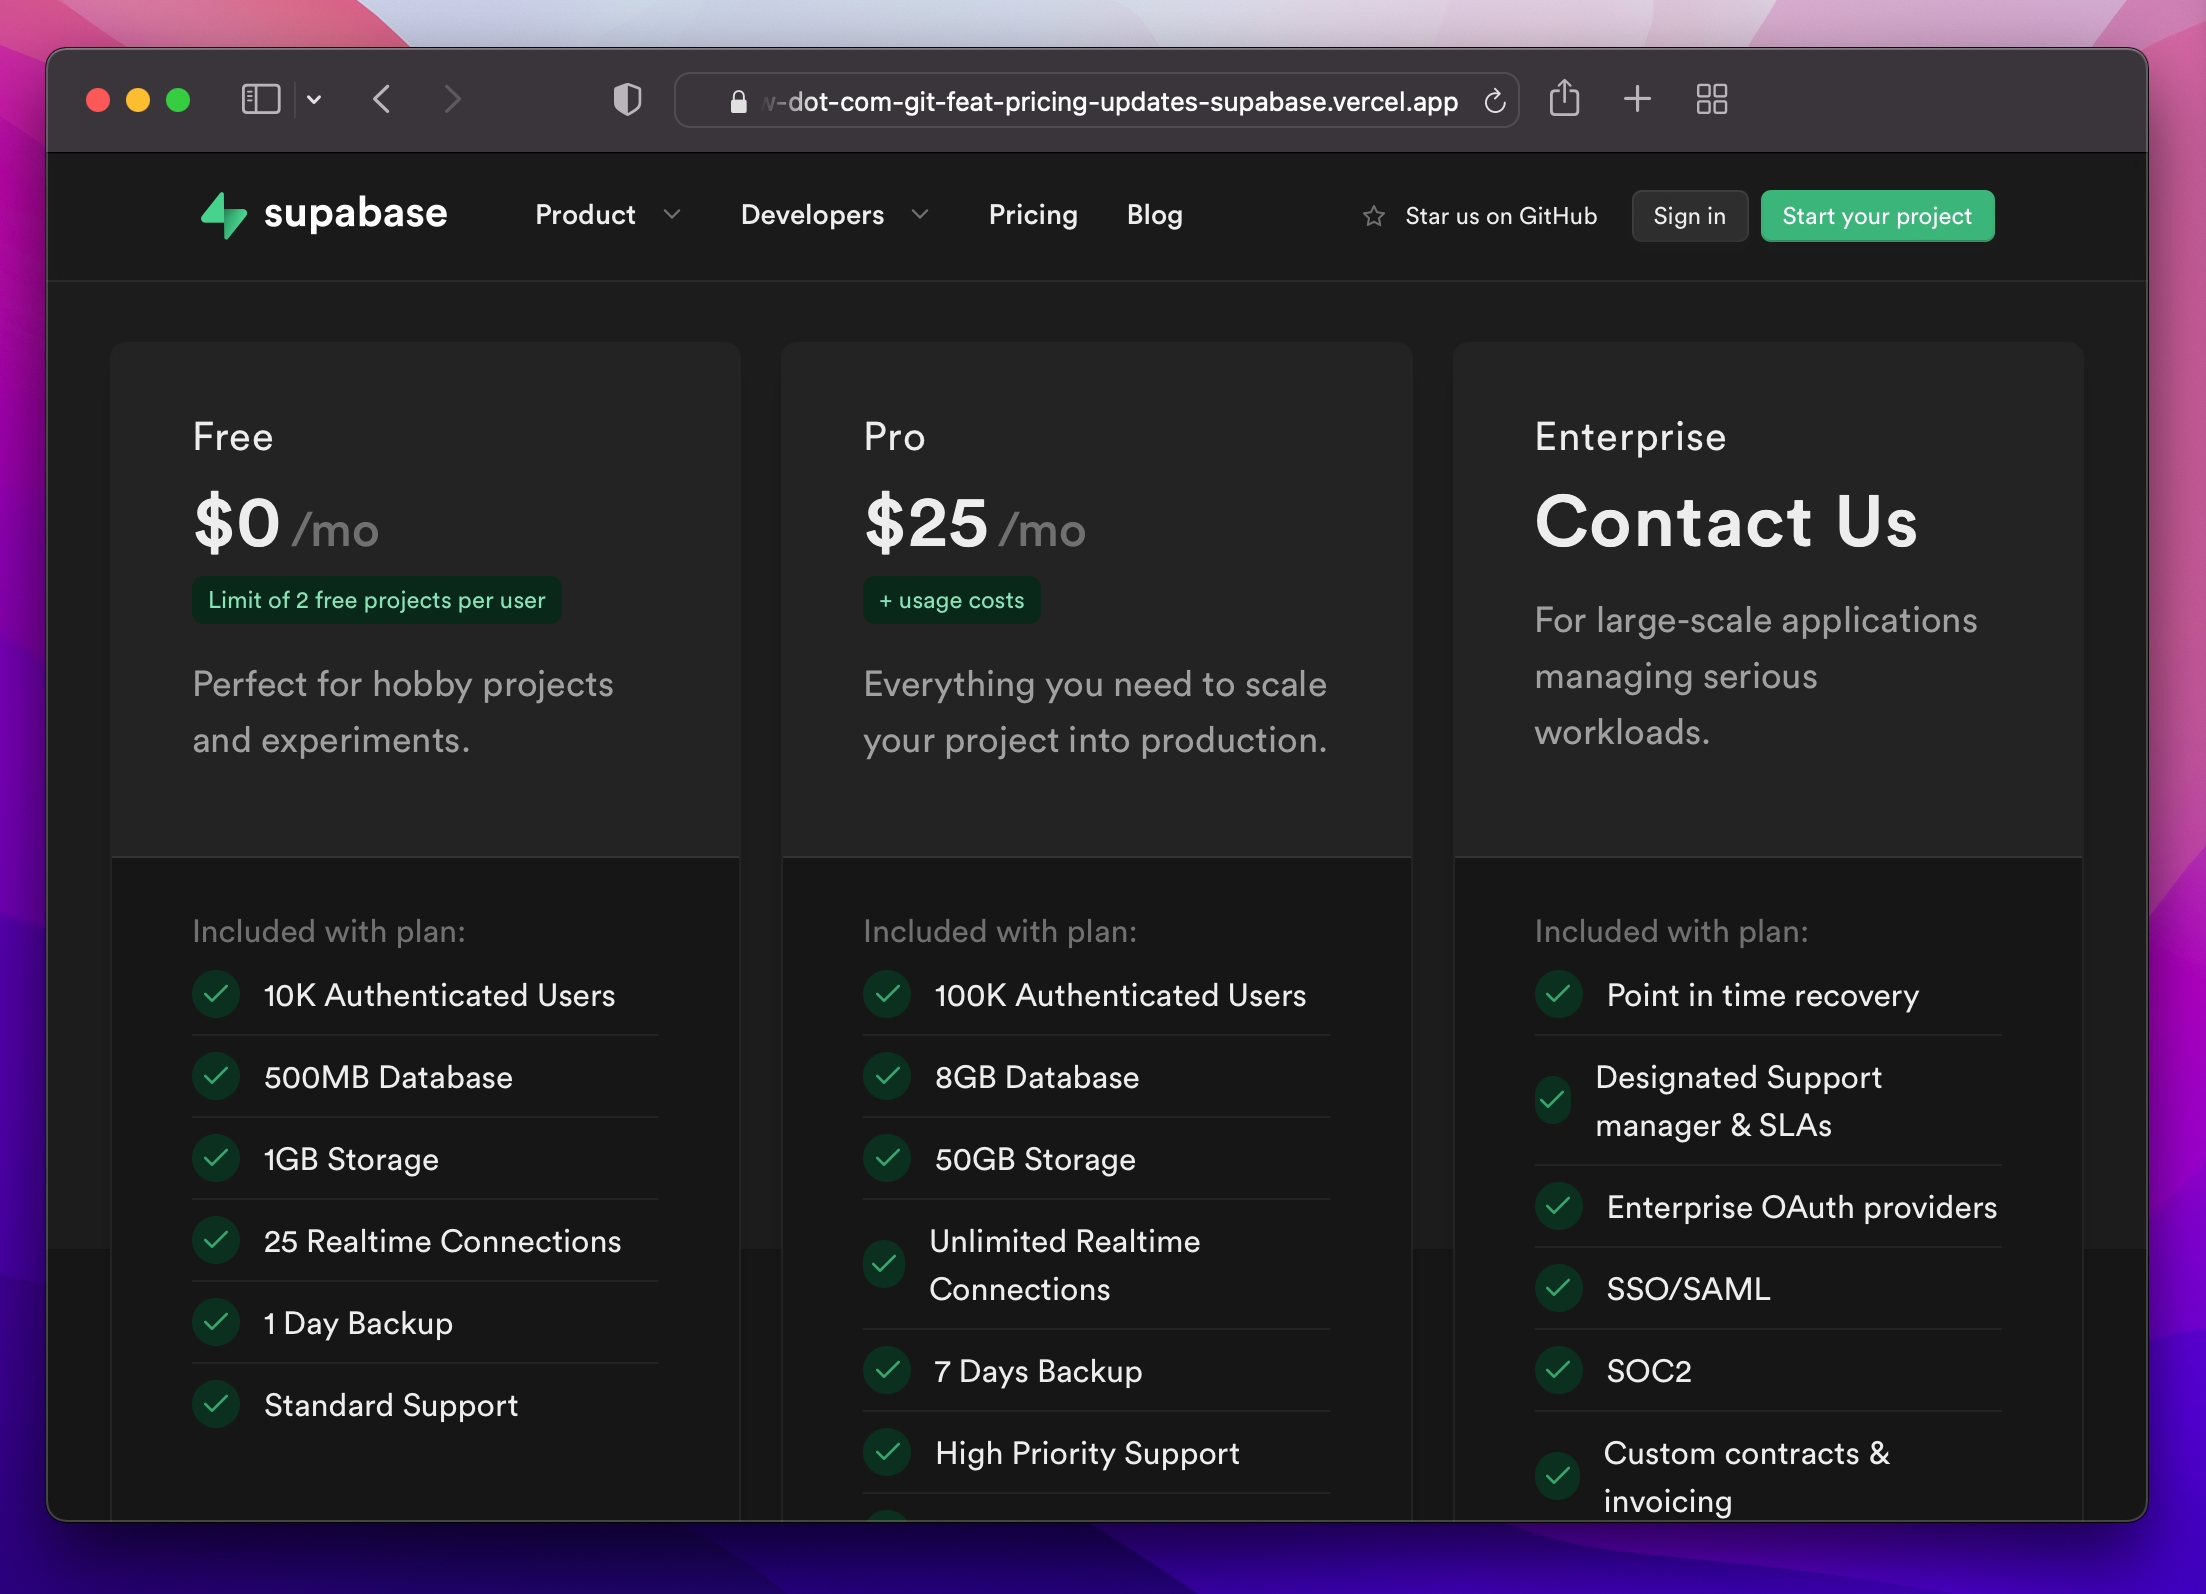 -dot-com-git-feat-pricing-updates-supabase.vercel.app
supabase
Product
Developers
Pricing
Blog
Star us on GitHub
Sign in
Start your project
Free
$0 /mo
Limit of 2 free projects per user
Perfect for hobby projects
and experiments.
Included with plan:
10K Authenticated Users
500MB Database
1GB Storage
25 Realtime Connections
1 Day Backup
Standard Support
Pro
$25 /mo
+ usage costs
Everything you need to scale
your project into production.
Included with plan:
100K Authenticated Users
8GB Database
50GB Storage
Unlimited Realtime
Connections
7 Days Backup
High Priority Support
Enterprise
Contact Us
For large-scale applications
managing serious
workloads.
Included with plan:
Point in time recovery
Designated Support
manager & SLAs
Enterprise OAuth providers
SSO/SAML
SOC2
Custom contracts &
invoicing